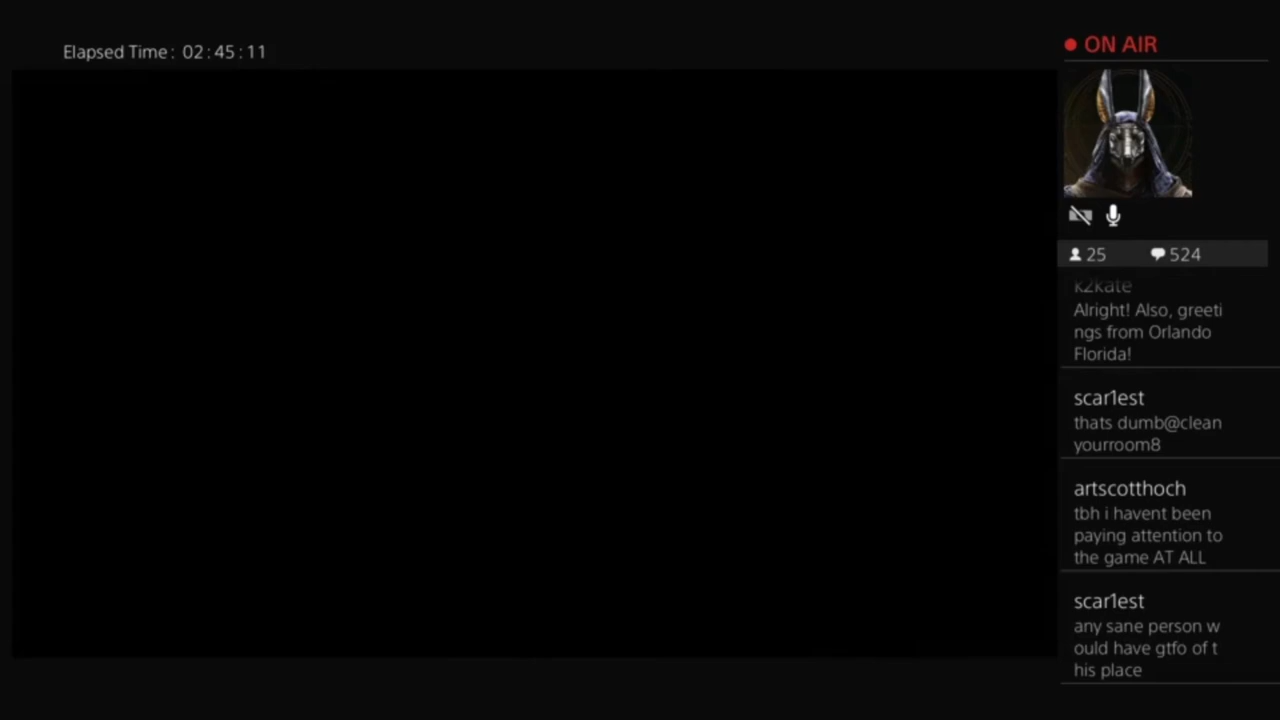 Elapsed Time: 02:45:11
ON AIR
25 524
k2kate
Alright! Also, greeti
ngs from Orlando
Florida!
scar1est
thats dumb@clean
yourroom8
artscotthoch
tbh i havent been
paying attention to
the game AT ALL
scar1est
any sane person w
ould have gtfo of t
his place